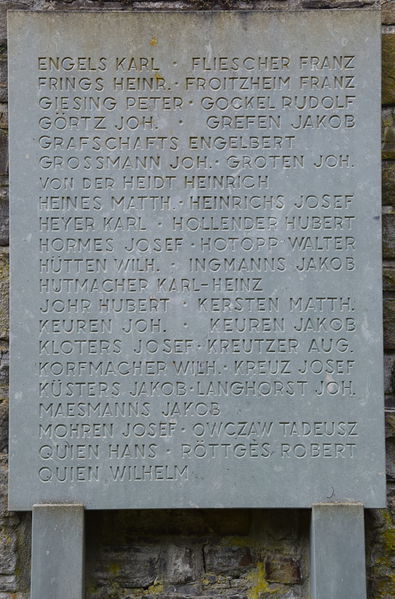 ENGELS KARL · FLIESCHER FRANZ
FRINGS HEINR. · FROITZHEIM FRANZ
GIESING PETER · GOCKEL RUDOLF
GÖRTZ JOH. · GREFEN JAKOB
GRAFSCHAFTS ENGELBERT
GROSSMANN JOH. · GROTEN JOH.
VON DER HEIDT HEINRICH
HEINES MATTH. · HEINRICHS JOSEF
HEYER KARL · HOLLENDER HUBERT
HORMES JOSEF · HOTOPP WALTER
HÜTTEN WILH. · INGMANNS JAKOB
HUTMACHER KARL-HEINZ
JOHR HUBERT · KERSTEN MATTH.
KEUREN JOH. · KEUREN JAKOB
KLOTERS JOSEF · KREUTZER AUG.
KORFMACHER WILH. · KREUZ JOSEF
KÜSTERS JAKOB · LANGHORST JOH.
MAESMANNS JAKOB
MOHREN JOSEF · OWCZAW TADEUSZ
QUIEN HANS · RÖTTGES ROBERT
QUIEN WILHELM